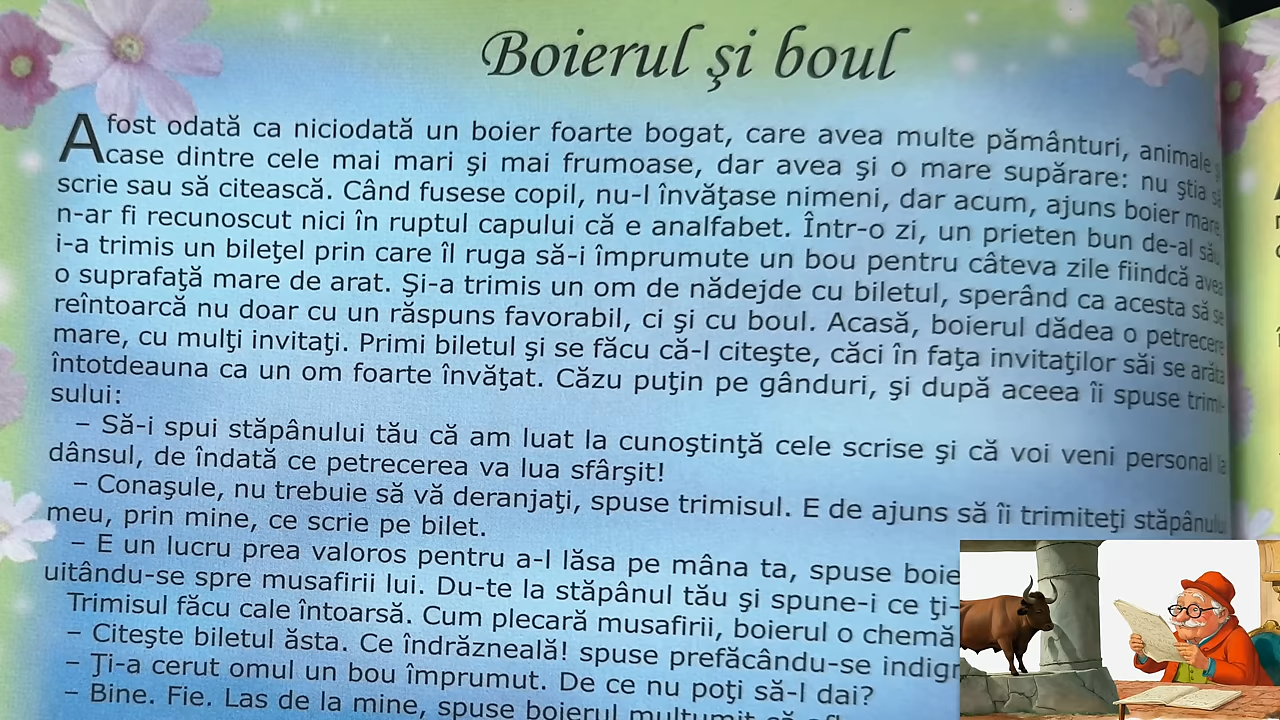 Boierul şi boul
A fost odată ca niciodată un boier foarte bogat, care avea multe pământuri, animale
case dintre cele mai mari şi mai frumoase, dar avea şi o mare supărare: nu ştia
scrie sau să citească. Când fusese copil, nu-l învăţase nimeni, dar acum, ajuns boier mare,
n-ar fi recunoscut nici în ruptul capului că e analfabet. Într-o zi, un prieten bun de-al său,
i-a trimis un bileţel prin care îl ruga să-i împrumute un bou pentru câteva zile fiindcă avea
o suprafaţă mare de arat. Şi-a trimis un om de nădejde cu biletul, sperând ca acesta să se
reîntoarcă nu doar cu un răspuns favorabil, ci şi cu boul. Acasă, boierul dădea o petrecere
mare, cu mulţi invitaţi. Primi biletul şi se făcu că-l citeşte, căci în faţa invitaţilor săi se arăta
întotdeauna ca un om foarte învăţat. Căzu puţin pe gânduri, şi după aceea îi spuse trimi-
sului:
– Să-i spui stăpânului tău că am luat la cunoştinţă cele scrise şi că voi veni personal la
dânsul, de îndată ce petrecerea va lua sfârşit!
– Conaşule, nu trebuie să vă deranjaţi, spuse trimisul. E de ajuns să îi trimiteţi stăpânului
meu, prin mine, ce scrie pe bilet.
– E un lucru prea valoros pentru a-l lăsa pe mâna ta, spuse boie
uitându-se spre musafirii lui. Du-te la stăpânul tău şi spune-i ce ţi-
Trimisul făcu cale întoarsă. Cum plecară musafirii, boierul o chemă
– Citeşte biletul ăsta. Ce îndrăzneală! spuse prefăcându-se indign
– Ţi-a cerut omul un bou împrumut. De ce nu poţi să-l dai?
– Bine. Fie. Las de la mine, spuse boierul mulţumit că